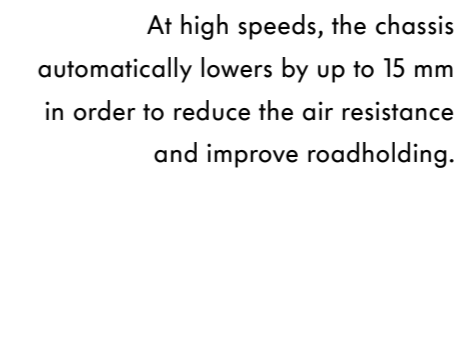 At high speeds, the chassis
automatically lowers by up to 15 mm
in order to reduce the air resistance
and improve roadholding.